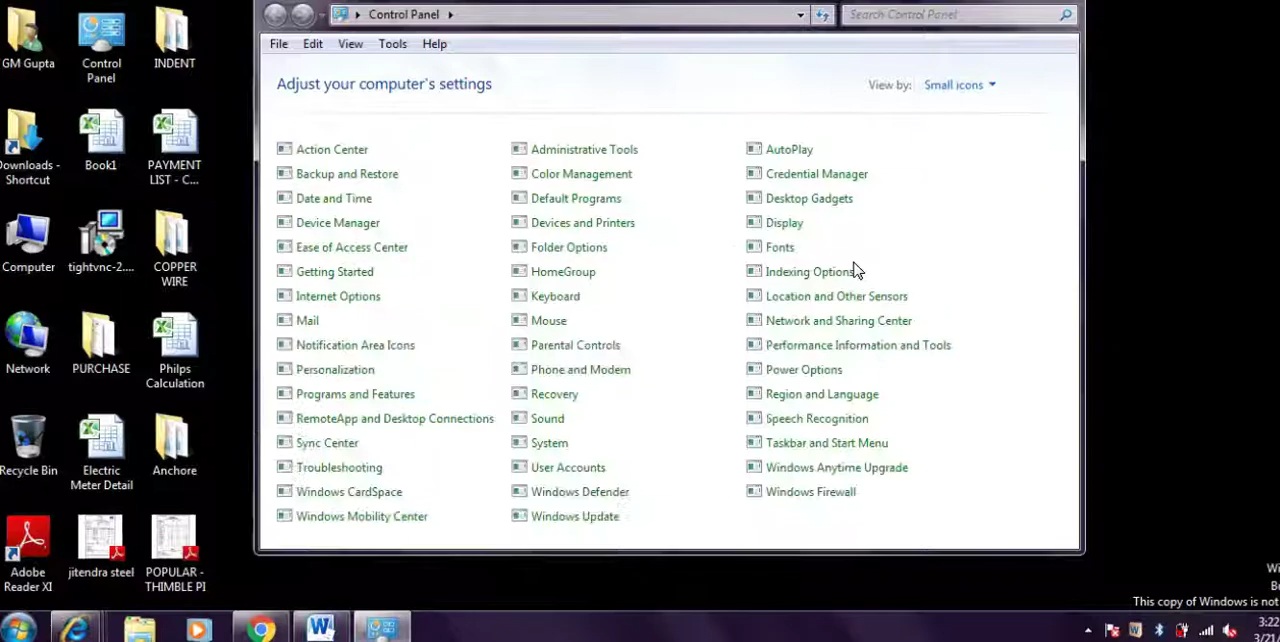 Control Panel
Search Control Panel
File Edit View Tools Help
Adjust your computer's settings
View by: Small icons
Action Center
Administrative Tools
AutoPlay
Backup and Restore
Color Management
Credential Manager
Date and Time
Default Programs
Desktop Gadgets
Device Manager
Devices and Printers
Display
Ease of Access Center
Folder Options
Fonts
Getting Started
HomeGroup
Indexing Options
Internet Options
Keyboard
Location and Other Sensors
Mail
Mouse
Network and Sharing Center
Notification Area Icons
Parental Controls
Performance Information and Tools
Personalization
Phone and Modem
Power Options
Programs and Features
Recovery
Region and Language
RemoteApp and Desktop Connections
Sound
Speech Recognition
Sync Center
System
Taskbar and Start Menu
Troubleshooting
User Accounts
Windows Anytime Upgrade
Windows CardSpace
Windows Defender
Windows Firewall
Windows Mobility Center
Windows Update
GM Gupta
Control
Panel
INDENT
Downloads -
Shortcut
Book1
PAYMENT
LIST - C...
Computer
tightvnc-2....
COPPER
WIRE
Network
PURCHASE
Philps
Calculation
Recycle Bin
Electric
Meter Detail
Anchore
Adobe
Reader XI
jitendra steel
POPULAR -
THIMBLE PI
This copy of Windows is not
3:22